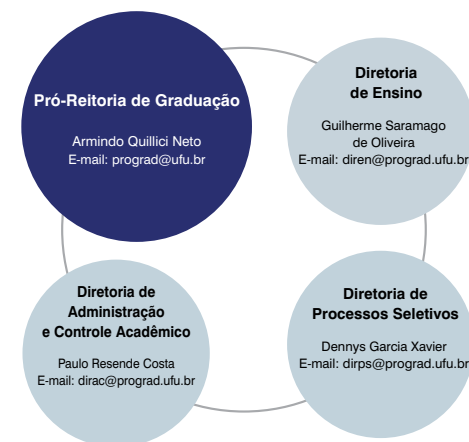 Pró-Reitoria de Graduação
Armindo Quillici Neto
E-mail: prograd@ufu.br
Diretoria
de Ensino
Guilherme Saramago
de Oliveira
E-mail: diren@prograd.ufu.br
Diretoria de
Administração
e Controle Acadêmico
Paulo Resende Costa
E-mail: dirac@prograd.ufu.br
Diretoria de
Processos Seletivos
Dennys Garcia Xavier
E-mail: dirps@prograd.ufu.br